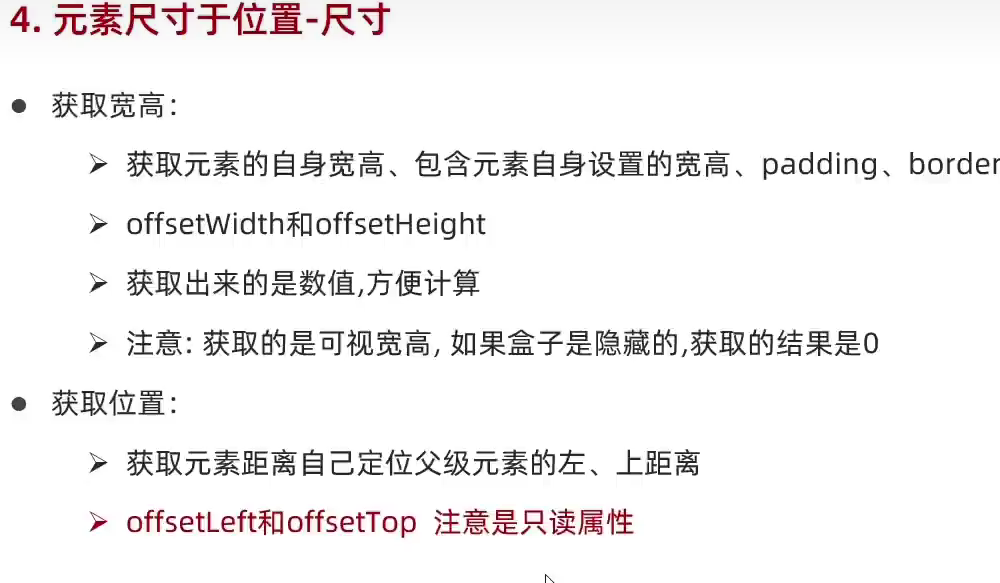 4. 元素尺寸于位置-尺寸
获取宽高：
获取元素的自身宽高、包含元素自身设置的宽高、padding、border
offsetWidth和offsetHeight
获取出来的是数值,方便计算
注意: 获取的是可视宽高, 如果盒子是隐藏的,获取的结果是0
获取位置：
获取元素距离自己定位父级元素的左、上距离
offsetLeft和offsetTop 注意是只读属性